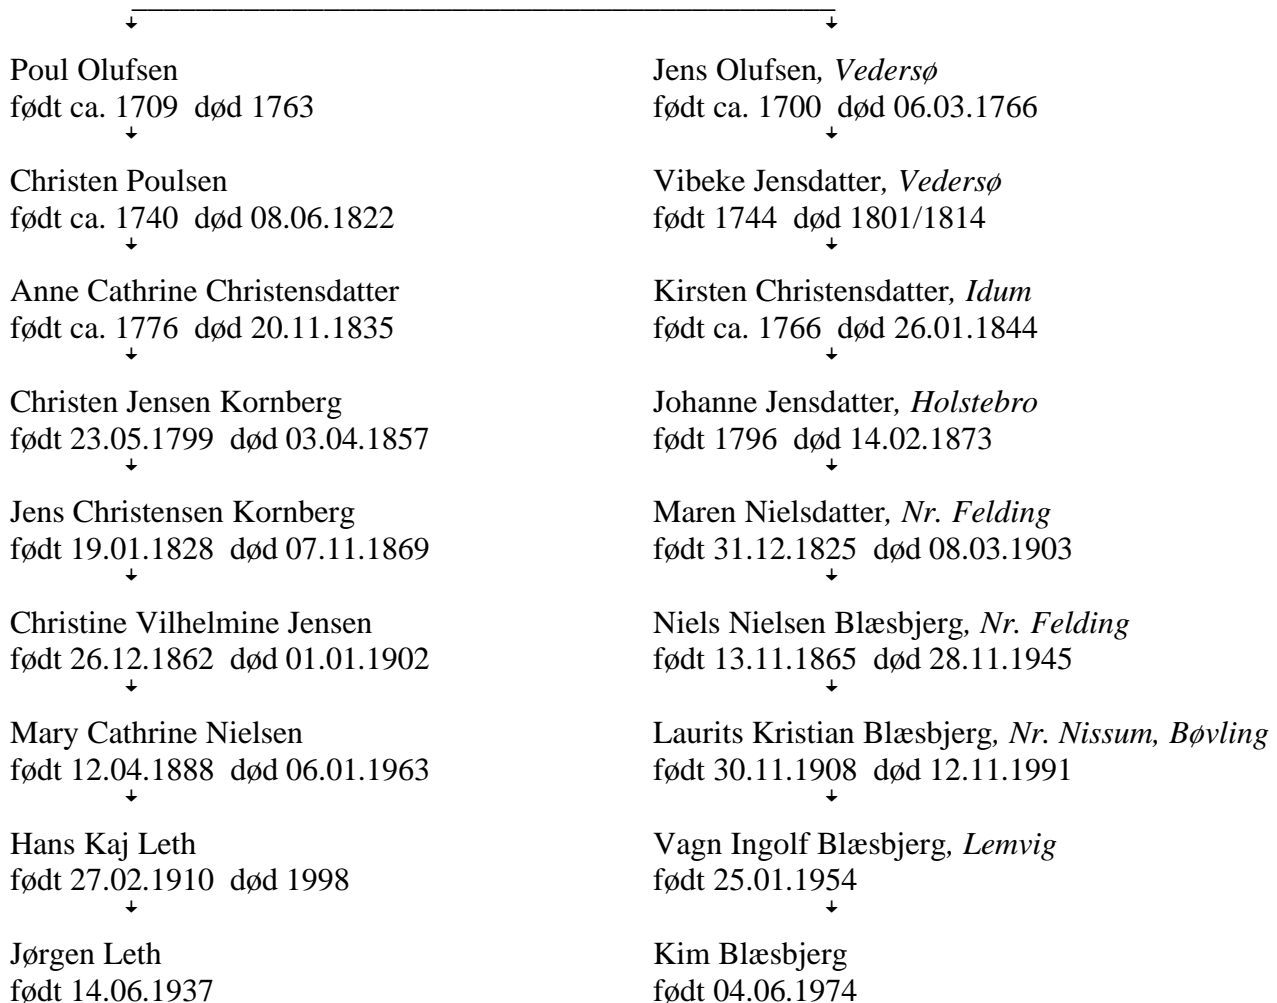 Poul Olufsen
født ca. 1709  død 1763
Christen Poulsen
født ca. 1740  død 08.06.1822
Anne Cathrine Christensdatter
født ca. 1776  død 20.11.1835
Christen Jensen Kornberg
født 23.05.1799  død 03.04.1857
Jens Christensen Kornberg
født 19.01.1828  død 07.11.1869
Christine Vilhelmine Jensen
født 26.12.1862  død 01.01.1902
Mary Cathrine Nielsen
født 12.04.1888  død 06.01.1963
Hans Kaj Leth
født 27.02.1910  død 1998
Jørgen Leth
født 14.06.1937
Jens Olufsen, Vedersø
født ca. 1700  død 06.03.1766
Vibeke Jensdatter, Vedersø
født 1744  død 1801/1814
Kirsten Christensdatter, Idum
født ca. 1766  død 26.01.1844
Johanne Jensdatter, Holstebro
født 1796  død 14.02.1873
Maren Nielsdatter, Nr. Felding
født 31.12.1825  død 08.03.1903
Niels Nielsen Blæsbjerg, Nr. Felding
født 13.11.1865  død 28.11.1945
Laurits Kristian Blæsbjerg, Nr. Nissum, Bøvling
født 30.11.1908  død 12.11.1991
Vagn Ingolf Blæsbjerg, Lemvig
født 25.01.1954
Kim Blæsbjerg
født 04.06.1974